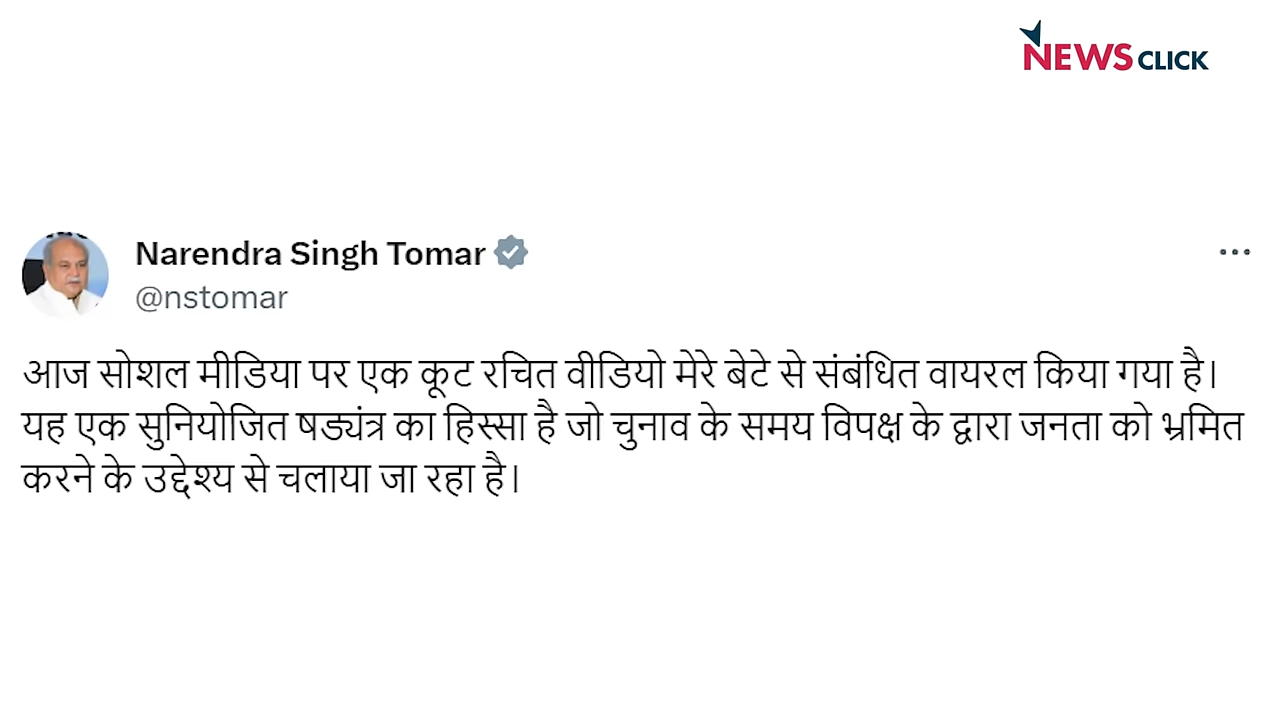 NEWS CLICK
Narendra Singh Tomar
@nstomar
आज सोशल मीडिया पर एक कूट रचित वीडियो मेरे बेटे से संबंधित वायरल किया गया है।
यह एक सुनियोजित षड्यंत्र का हिस्सा है जो चुनाव के समय विपक्ष के द्वारा जनता को भ्रमित
करने के उद्देश्य से चलाया जा रहा है।